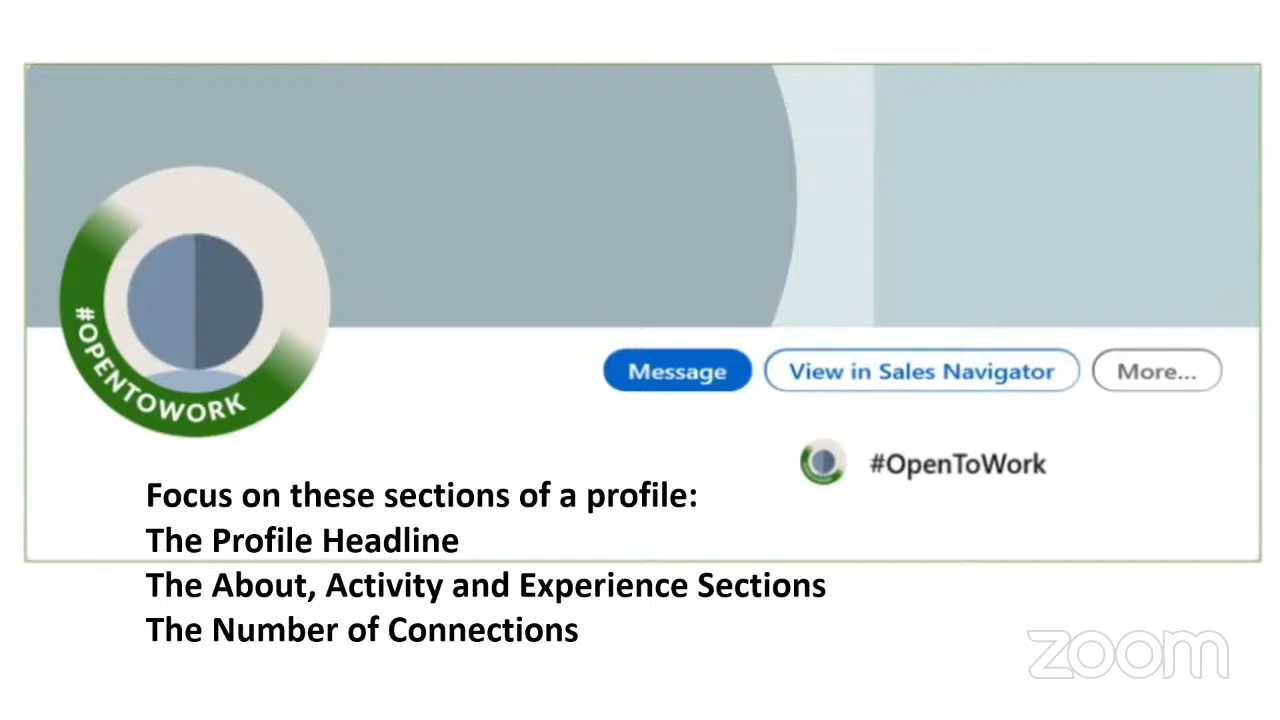 #OPENTOWORK
Message
View in Sales Navigator
More...
#OpenToWork
Focus on these sections of a profile:
The Profile Headline
The About, Activity and Experience Sections
The Number of Connections
zoom